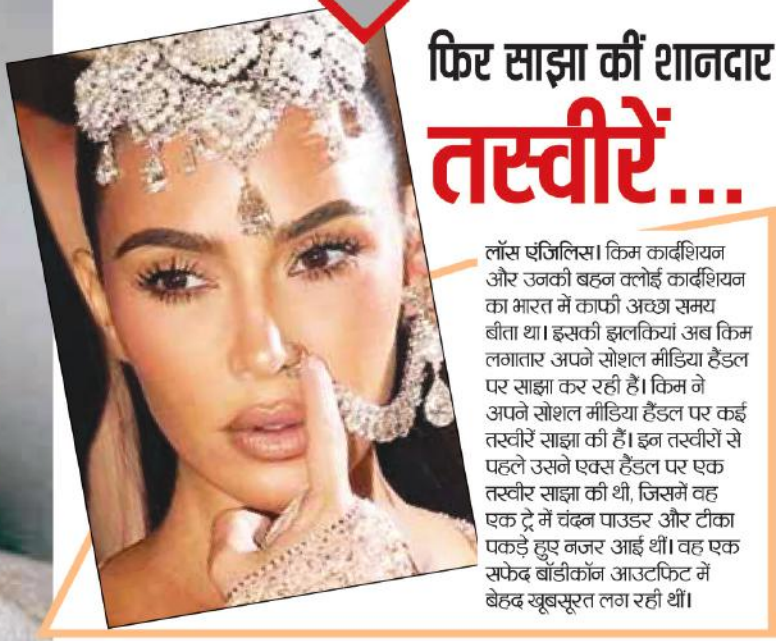 फिर साझा कीं शानदार
तस्वीरें...
लॉस एंजिलिस। किम कार्दशियन
और उनकी बहन क्लोई कार्दशियन
का भारत में काफी अच्छा समय
बीता था। इसकी झलकियां अब किम
लगातार अपने सोशल मीडिया हैंडल
पर साझा कर रही हैं। किम ने
अपने सोशल मीडिया हैंडल पर कई
तस्वीरें साझा की हैं। इन तस्वीरों से
पहले उसने एक्स हैंडल पर एक
तस्वीर साझा की थी, जिसमें वह
एक ट्रे में चंदन पाउडर और टीका
पकड़े हुए नजर आई थीं। वह एक
सफेद बॉडीकॉन आउटफिट में
बेहद खूबसूरत लग रही थीं।